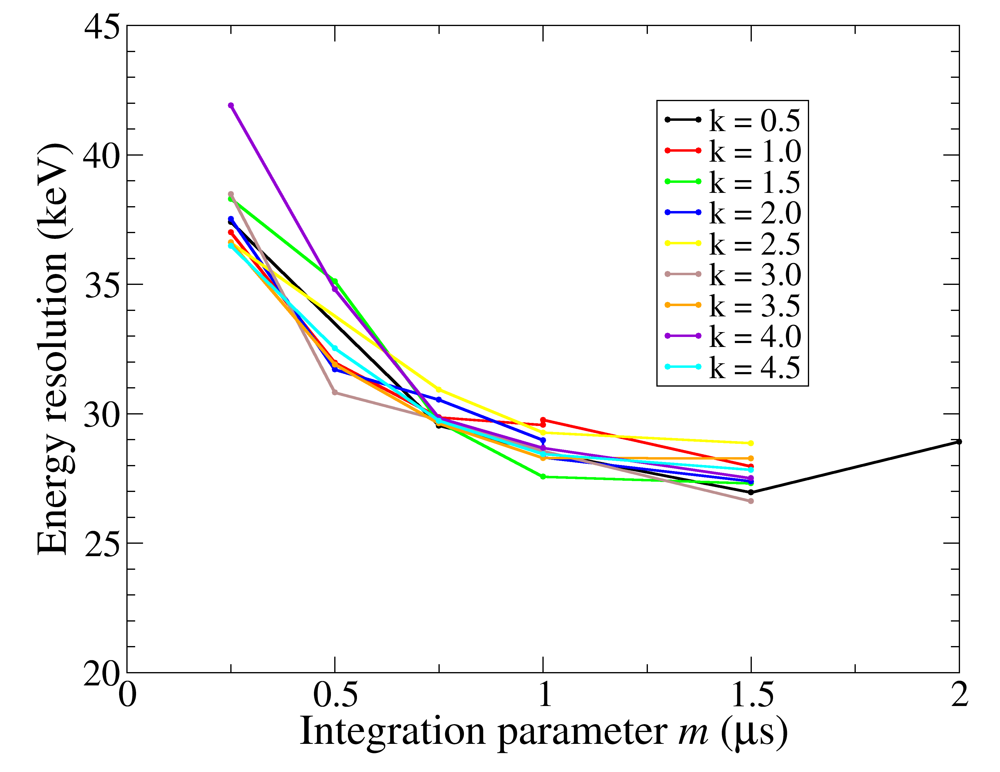 45
40
35
30
25
20
Energy resolution (keV)
k = 0.5
k = 1.0
k = 1.5
k = 2.0
k = 2.5
k = 3.0
k = 3.5
k = 4.0
k = 4.5
0 0.5 1 1.5 2
Integration parameter m (µs)